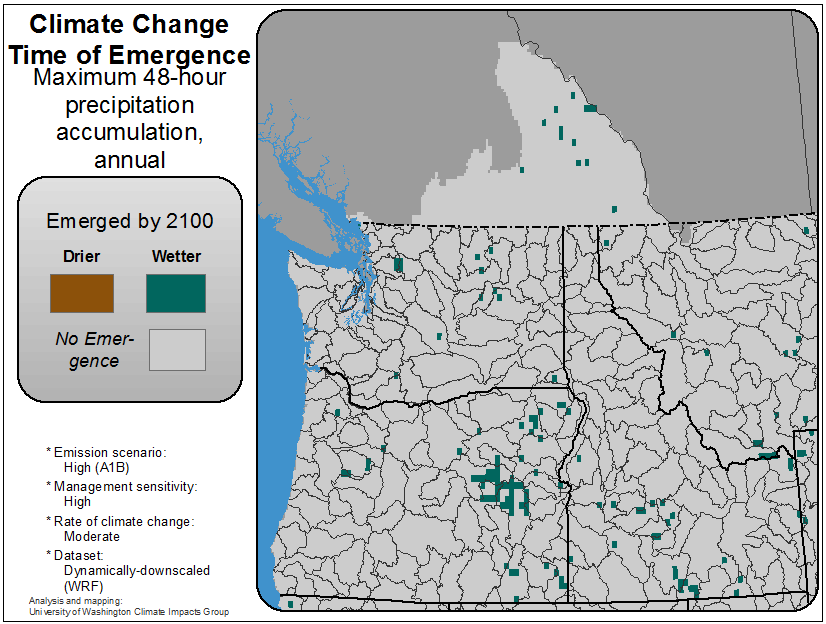 Climate Change
Time of Emergence
Maximum 48-hour
precipitation
accumulation,
annual
Emerged by 2100
Drier Wetter
No Emer-
gence
* Emission scenario:
High (A1B)
* Management sensitivity:
High
* Rate of climate change:
Moderate
* Dataset:
Dynamically-downscaled
(WRF)
Analysis and mapping:
University of Washington Climate Impacts Group